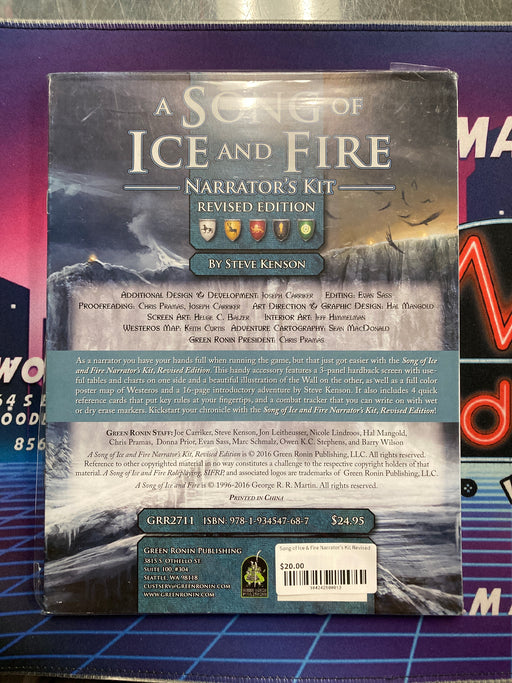 A SONG OF
ICE AND FIRE
NARRATOR'S KIT
REVISED EDITION
BY STEVE KENSON
ADDITIONAL DESIGN & DEVELOPMENT: JOSEPH CARRIKER EDITING: EVAN SASS
PROOFREADING: CHRIS PRAMAS, JOSEPH CARRIKER ART DIRECTION & GRAPHIC DESIGN: HAL MANGOLD
SCREEN ART: HELGE C. BALZER INTERIOR ART: JEFF HIMMELMAN
WESTEROS MAP: KEITH CURTIS ADVENTURE CARTOGRAPHY: SEAN MACDONALD
GREEN RONIN PRESIDENT: CHRIS PRAMAS
As a narrator you have your hands full when running the game, but that just got easier with the Song of Ice
and Fire Narrator's Kit, Revised Edition. This handy accessory features a 3-panel hardback screen with use-
ful tables and charts on one side and a beautiful illustration of the Wall on the other, as well as a full color
poster map of Westeros and a 16-page introductory adventure by Steve Kenson. It also includes 4 quick
reference cards that put key rules at your fingertips, and a combat tracker that you can write on with wet
or dry erase markers. Kickstart your chronicle with the Song of Ice and Fire Narrator's Kit, Revised Edition!
GREEN RONIN STAFF: Joe Carriker, Steve Kenson, Jon Leitheusser, Nicole Lindroos, Hal Mangold,
Chris Pramas, Donna Prior, Evan Sass, Marc Schmalz, Owen K.C. Stephens, and Barry Wilson
A Song of Ice and Fire Narrator's Kit, Revised Edition is © 2016 Green Ronin Publishing, LLC. All rights reserved.
Reference to other copyrighted material in no way constitutes a challenge to the respective copyright holders of that
material. A Song of Ice and Fire Roleplaying, SIFRP, and associated logos are trademarks of Green Ronin Publishing, LLC.
A Song of Ice and Fire is © 1996-2016 George R. R. Martin. All rights reserved.
PRINTED IN CHINA
GRR2711 ISBN: 978-1-934547-68-7 $24.95
GREEN RONIN PUBLISHING
3815 S. OTHELLO ST.
SUITE 100, #304
SEATTLE, WA 98118
CUSTSERV@GREENRONIN.COM
WWW.GREENRONIN.COM
Song of Ice & Fire Narrator's Kit Revised
$20.00
WO
856
MA
MA